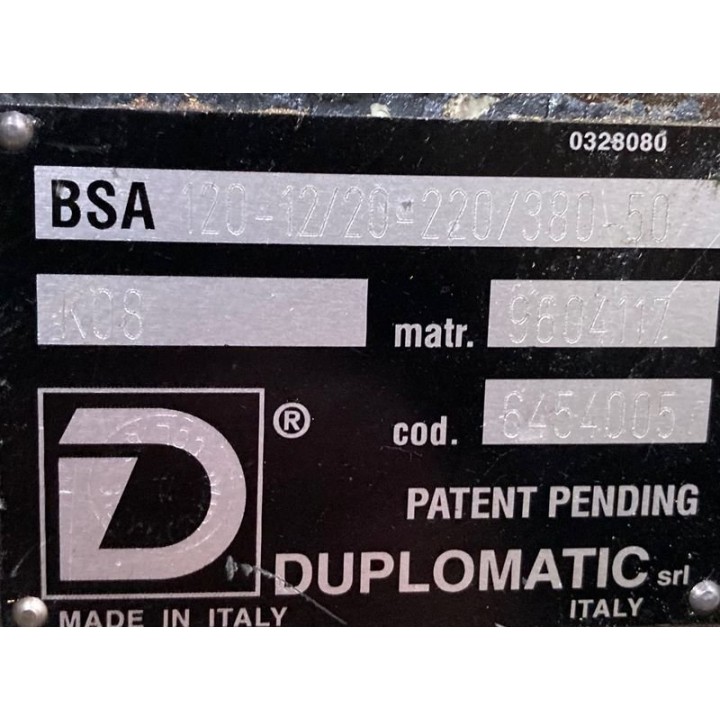 0328080
BSA 120-12/20-220/380-50
K08
matr. 9604117
cod. 6454005
D ®
PATENT PENDING
DUPLOMATIC srl
MADE IN ITALY
ITALY